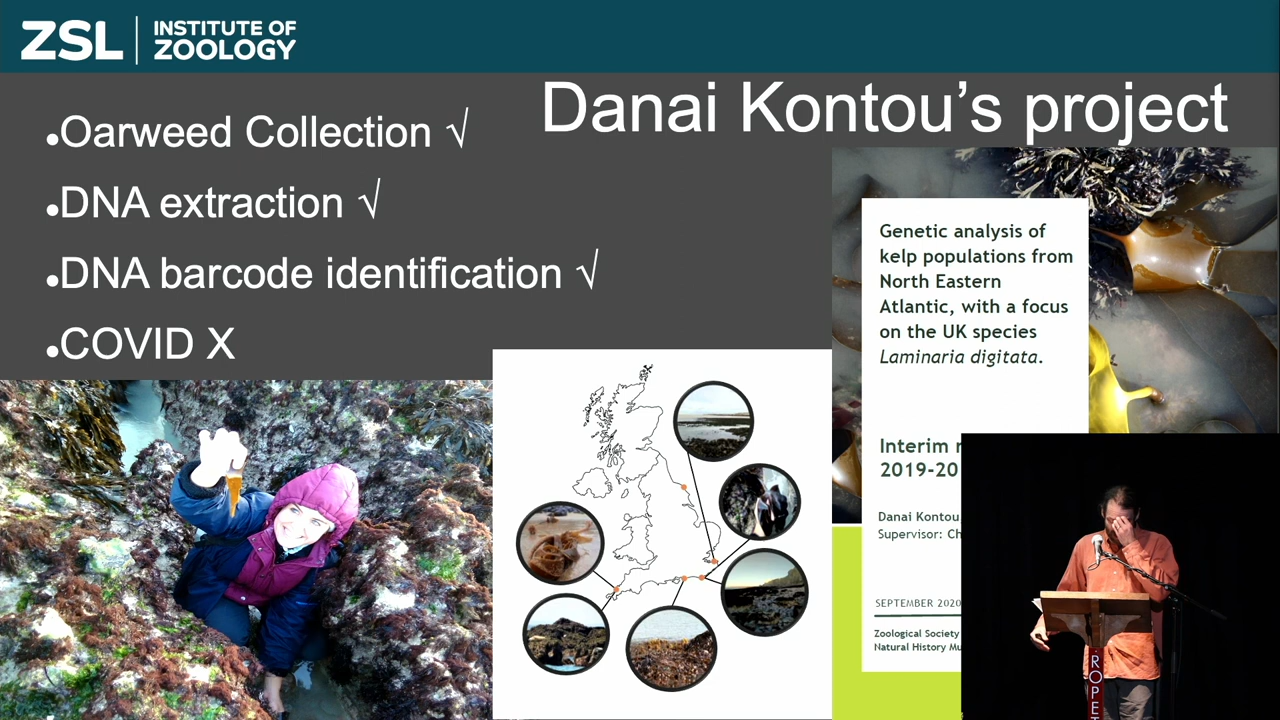 ZSL
INSTITUTE OF
ZOOLOGY
Danai Kontou’s project
•Oarweed Collection √
•DNA extraction √
•DNA barcode identification √
•COVID X
Genetic analysis of
kelp populations from
North Eastern
Atlantic, with a focus
on the UK species
Laminaria digitata.
Interim
2019-20
Danai Kontou
Supervisor:
SEPTEMBER 2020
Zoological Society
Natural History
ROPE